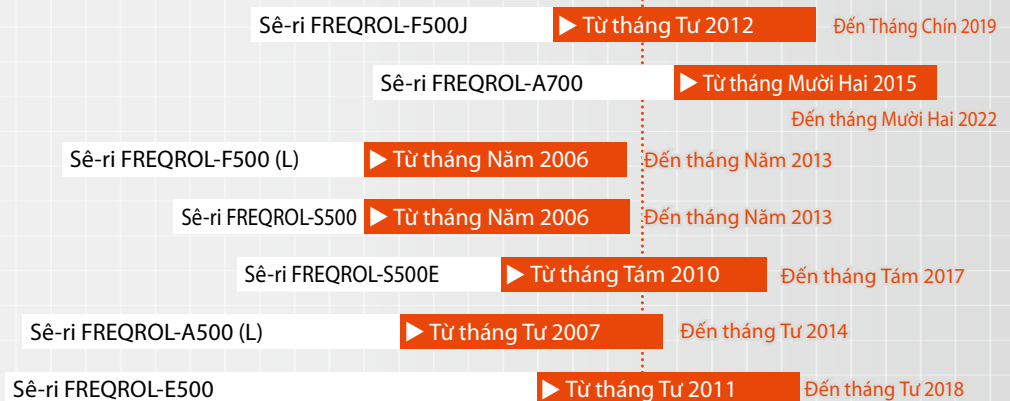 Sê-ri FREQROL-F500J ▶ Từ tháng Tư 2012 Đến Tháng Chín 2019
Sê-ri FREQROL-A700 ▶ Từ tháng Mười Hai 2015
Đến tháng Mười Hai 2022
Sê-ri FREQROL-F500 (L) ▶ Từ tháng Năm 2006 Đến tháng Năm 2013
Sê-ri FREQROL-S500 ▶ Từ tháng Năm 2006 Đến tháng Năm 2013
Sê-ri FREQROL-S500E ▶ Từ tháng Tám 2010 Đến tháng Tám 2017
Sê-ri FREQROL-A500 (L) ▶ Từ tháng Tư 2007 Đến tháng Tư 2014
Sê-ri FREQROL-E500 ▶ Từ tháng Tư 2011 Đến tháng Tư 2018